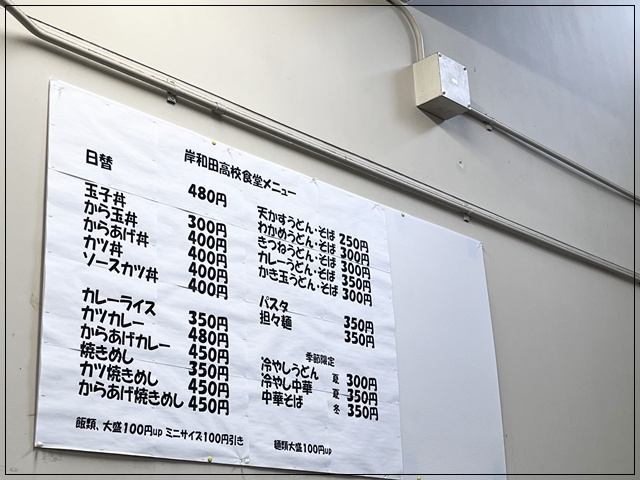 岸和田高校食堂メニュー
日替 480円
玉子丼 300円
から玉丼 400円
からあげ丼 400円
カツ丼 400円
ソースカツ丼 400円
カレーライス 350円
カツカレー 480円
からあげカレー 450円
焼きめし 350円
カツ焼きめし 450円
からあげ焼きめし 450円
飯類、大盛100円up ミニサイズ100円引き
天かすうどん・そば 250円
わかめうどん・そば 300円
きつねうどん・そば 300円
カレーうどん・そば 350円
かき玉うどん・そば 300円
パスタ 350円
担々麺 350円
季節限定
冷やしうどん 夏 300円
冷やし中華 夏 350円
中華そば 冬 350円
麺類大盛100円up